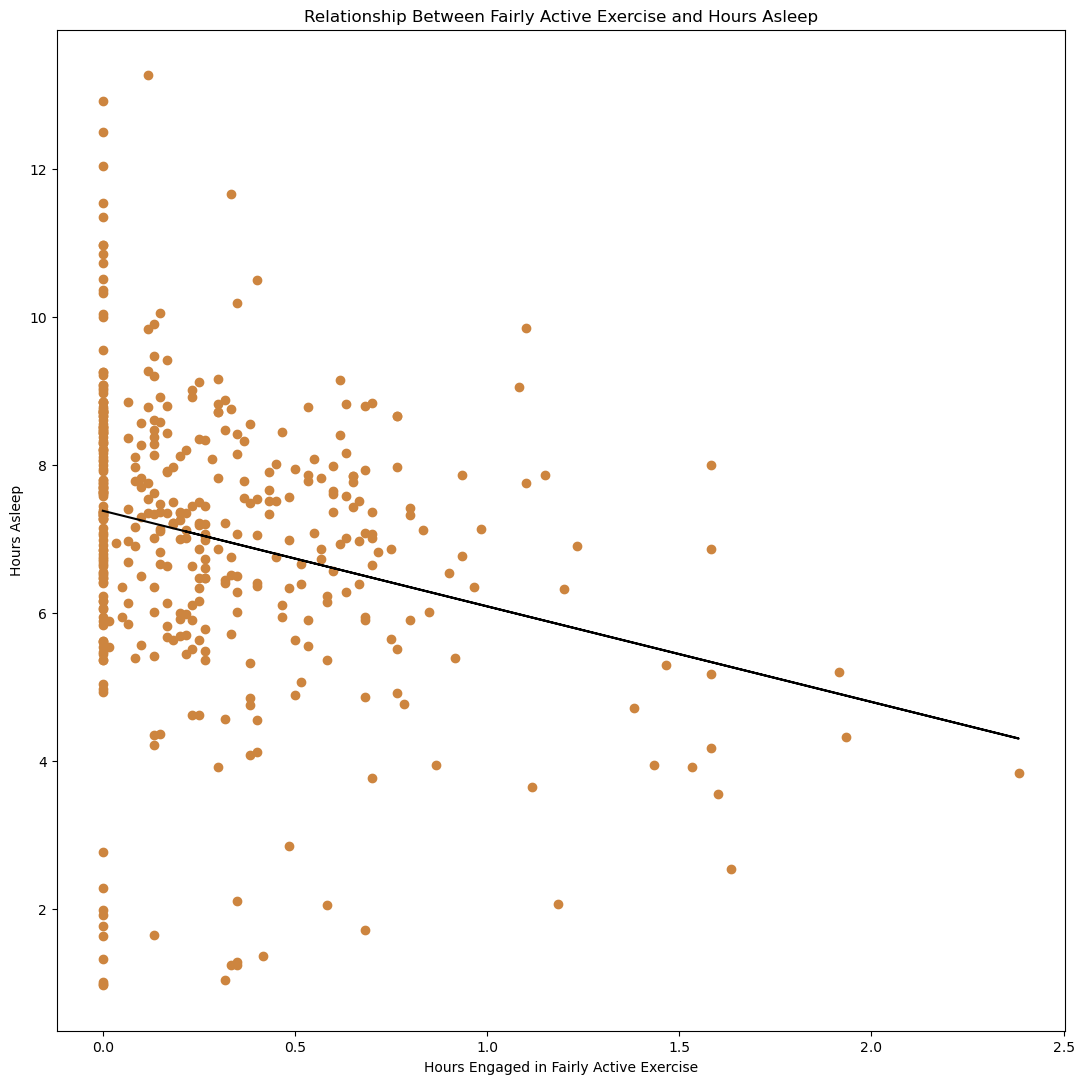 Relationship Between Fairly Active Exercise and Hours Asleep
Hours Asleep
12
10
8
6
4
2
0.0 0.5 1.0 1.5 2.0 2.5
Hours Engaged in Fairly Active Exercise